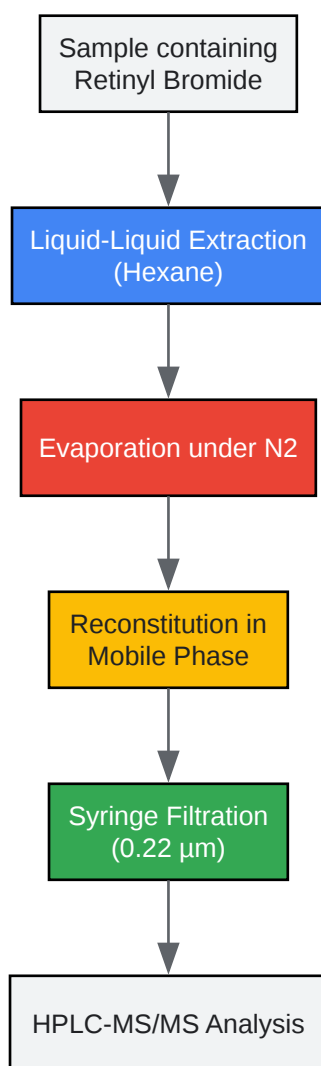 Sample containing
Retinyl Bromide
Liquid-Liquid Extraction
(Hexane)
Evaporation under N2
Reconstitution in
Mobile Phase
Syringe Filtration
(0.22 µm)
HPLC-MS/MS Analysis